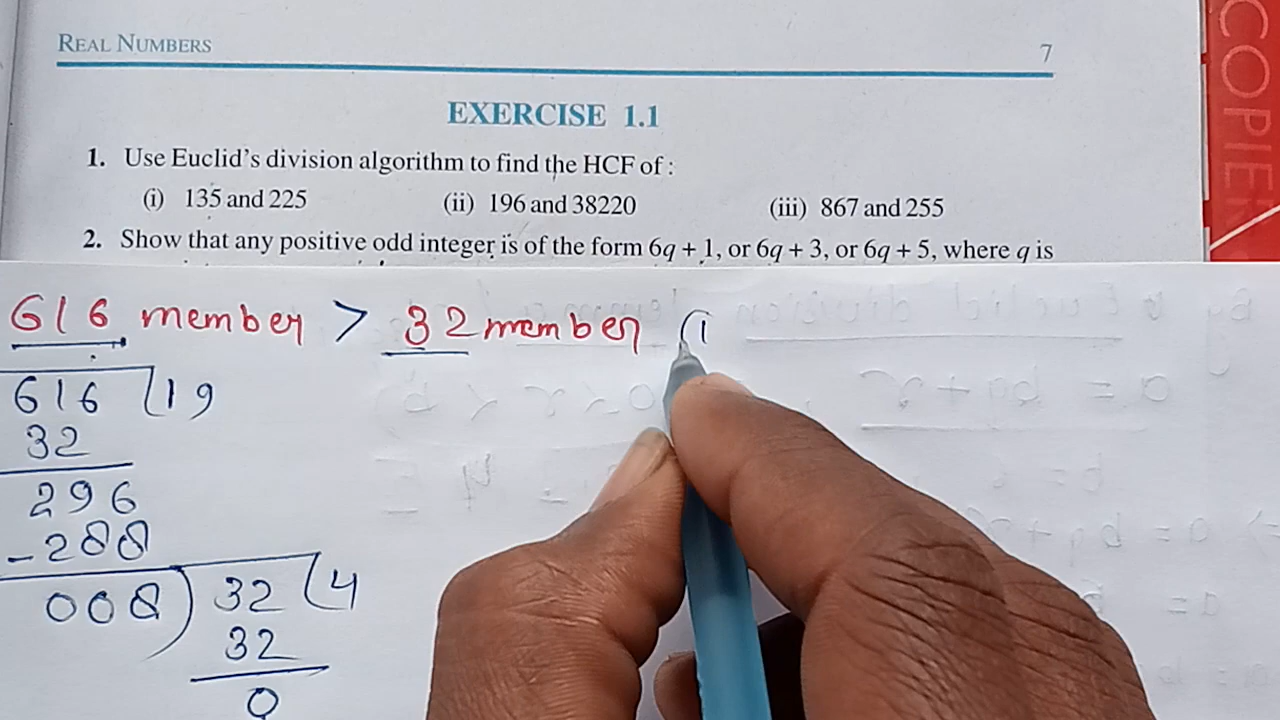 REAL NUMBERS 7
EXERCISE 1.1
1. Use Euclid's division algorithm to find the HCF of :
(i) 135 and 225 (ii) 196 and 38220 (iii) 867 and 255
2. Show that any positive odd integer is of the form 6q + 1, or 6q + 3, or 6q + 5, where q is
616 member > 32 member (1
616 (19
32
296
-288
008) 32 (4
32
0
COPIER